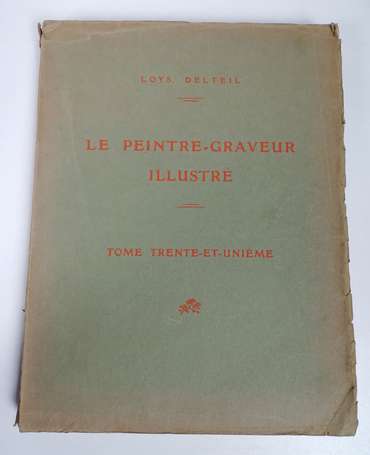 LOYS DELTEIL
LE PEINTRE-GRAVEUR
ILLUSTRÉ
TOME TRENTE-ET-UNIÈME